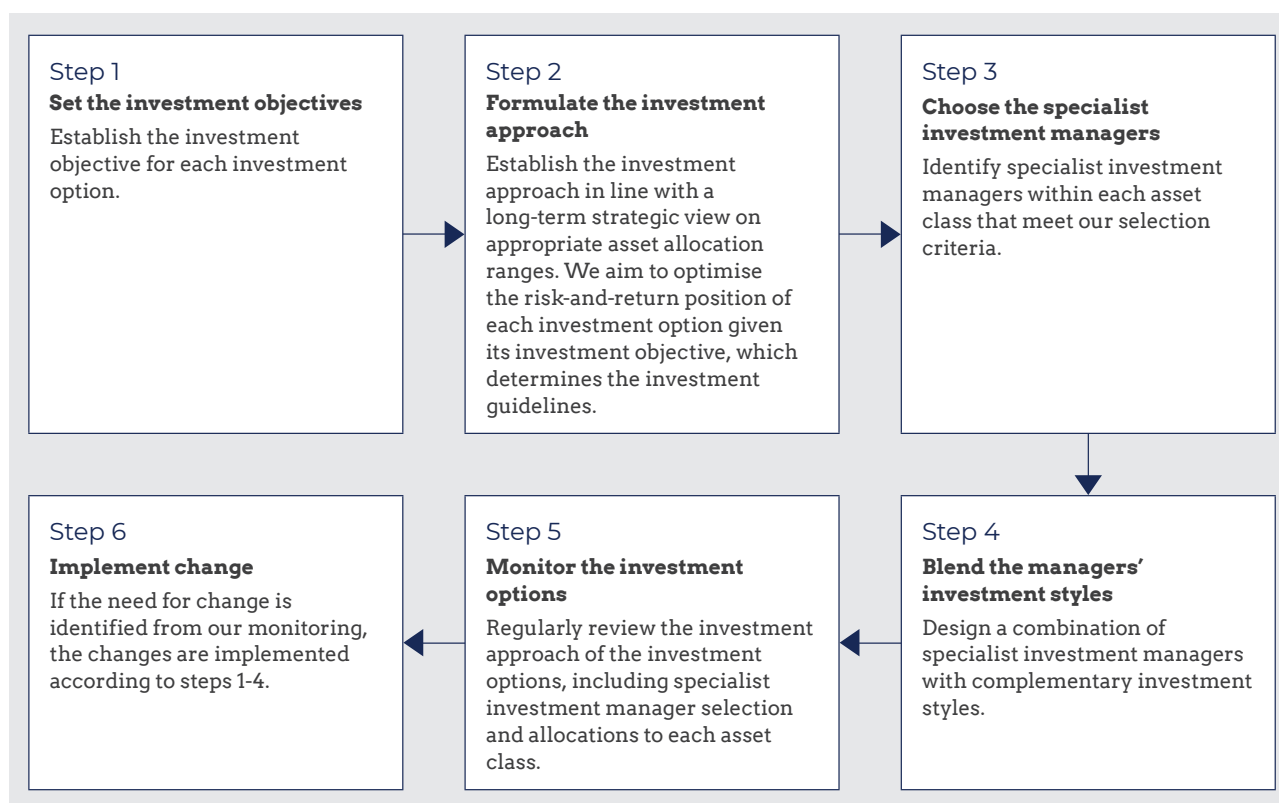 Step 1
Set the investment objectives
Establish the investment
objective for each investment
option.
Step 2
Formulate the investment
approach
Establish the investment
approach in line with a
long-term strategic view on
appropriate asset allocation
ranges. We aim to optimise
the risk-and-return position of
each investment option given
its investment objective, which
determines the investment
guidelines.
Step 3
Choose the specialist
investment managers
Identify specialist investment
managers within each asset
class that meet our selection
criteria.
Step 4
Blend the managers’
investment styles
Design a combination of
specialist investment managers
with complementary investment
styles.
Step 5
Monitor the investment
options
Regularly review the investment
approach of the investment
options, including specialist
investment manager selection
and allocations to each asset
class.
Step 6
Implement change
If the need for change is
identified from our monitoring,
the changes are implemented
according to steps 1-4.